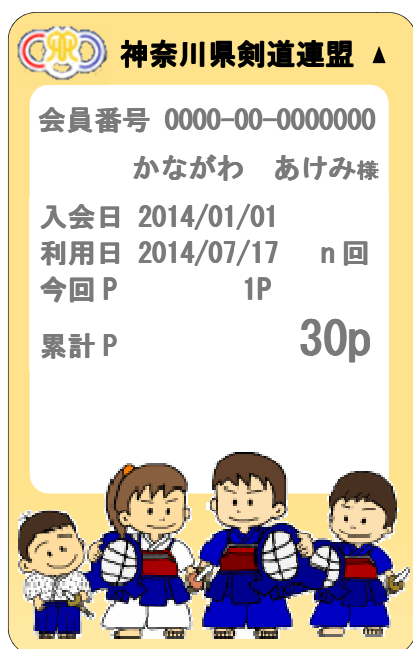 神奈川県剣道連盟 ▲
会員番号 0000-00-0000000
かながわ　あけみ様
入会日 2014/01/01
利用日 2014/07/17　n回
今回P　1P
累計P　30p